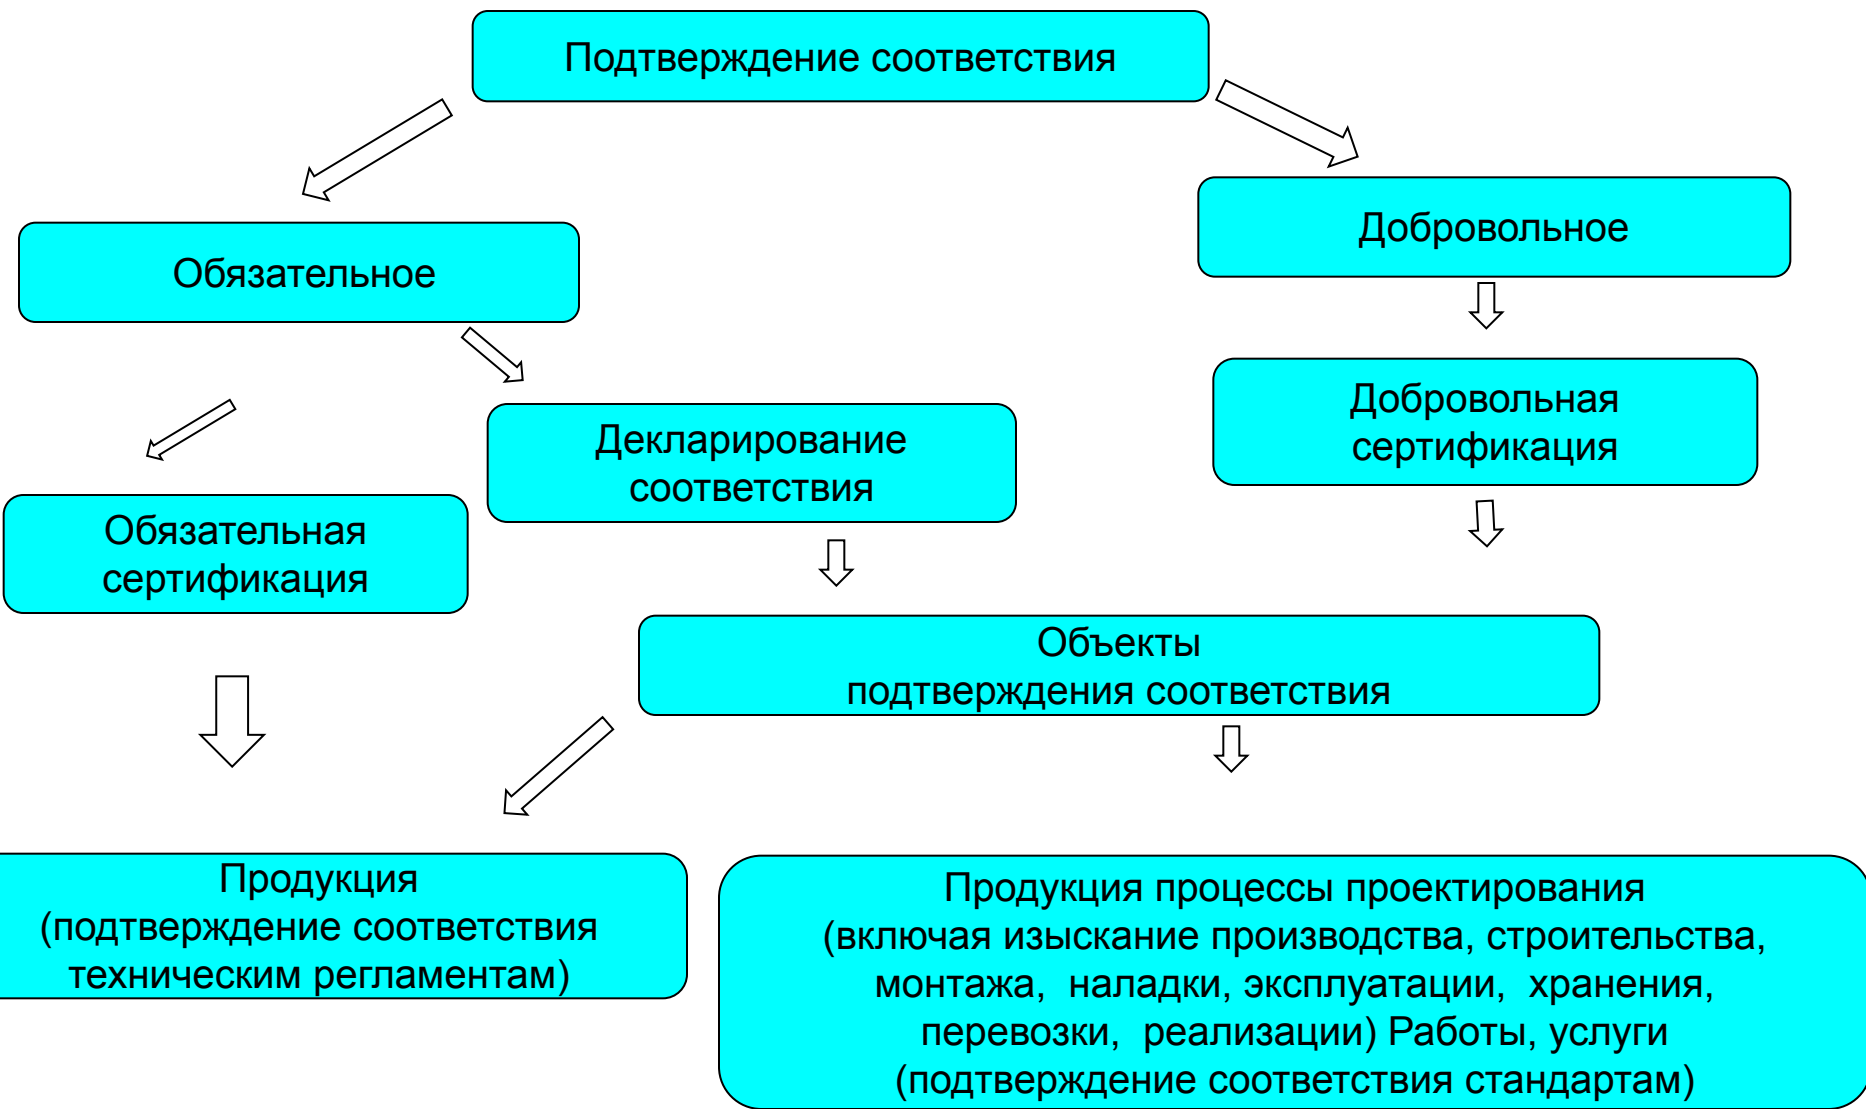 Подтверждение соответствия
Обязательное
Добровольное
Обязательная
сертификация
Декларирование
соответствия
Добровольная
сертификация
Объекты
подтверждения соответствия
Продукция
(подтверждение соответствия
техническим регламентам)
Продукция процессы проектирования
(включая изыскание производства, строительства,
монтажа, наладки, эксплуатации, хранения,
перевозки, реализации) Работы, услуги
(подтверждение соответствия стандартам)